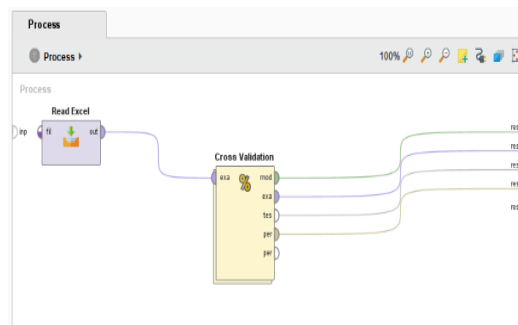 Process
Process
100%
Process
Read Excel
inp
fil
out
Cross Validation
exa
mod
exa
tes
per
per
res
res
res
res
res